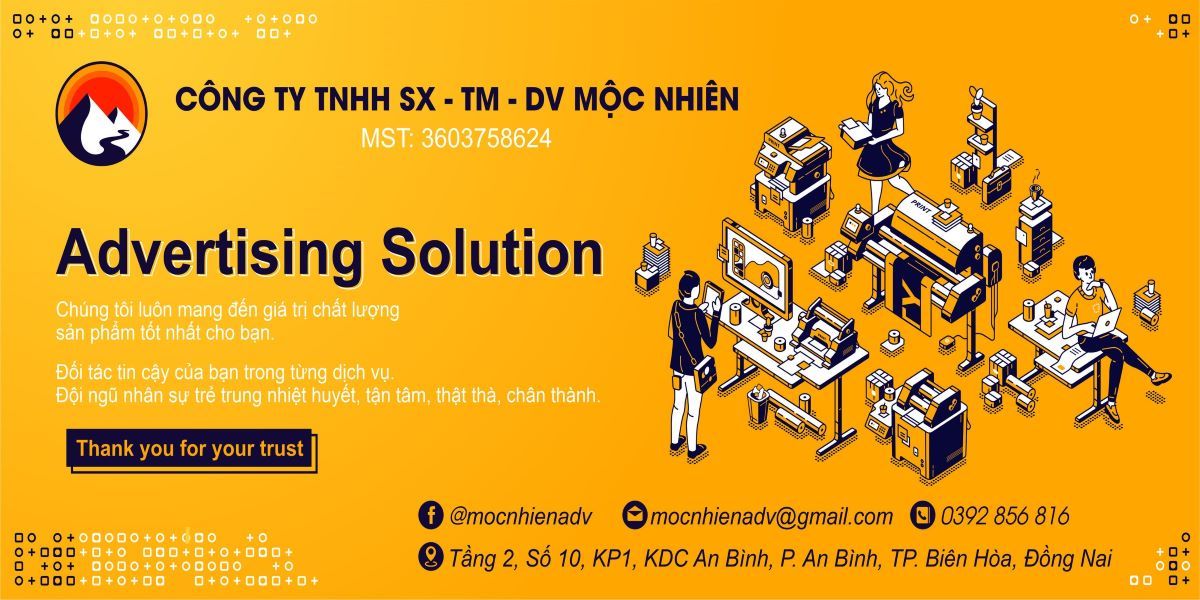 CÔNG TY TNHH SX - TM - DV MỘC NHIÊN
MST: 3603758624
Advertising Solution
Chúng tôi luôn mang đến giá trị chất lượng
sản phẩm tốt nhất cho bạn.
Đối tác tin cậy của bạn trong từng dịch vụ.
Đội ngũ nhân sự trẻ trung nhiệt huyết, tận tâm, thật thà, chân thành.
Thank you for your trust
PRINT
PRINT
@mocnhienadv
mocnhienadv@gmail.com
0392 856 816
Tầng 2, Số 10, KP1, KDC An Bình, P. An Bình, TP. Biên Hòa, Đồng Nai